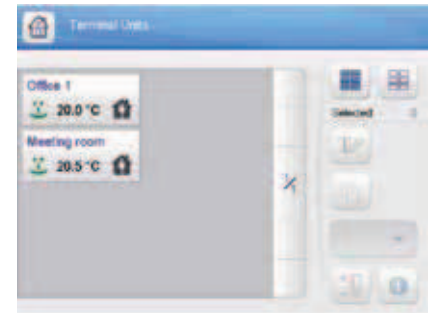 Terminal Units
Office 1
20.0 °C
Selected
Meeting room
20.5 °C